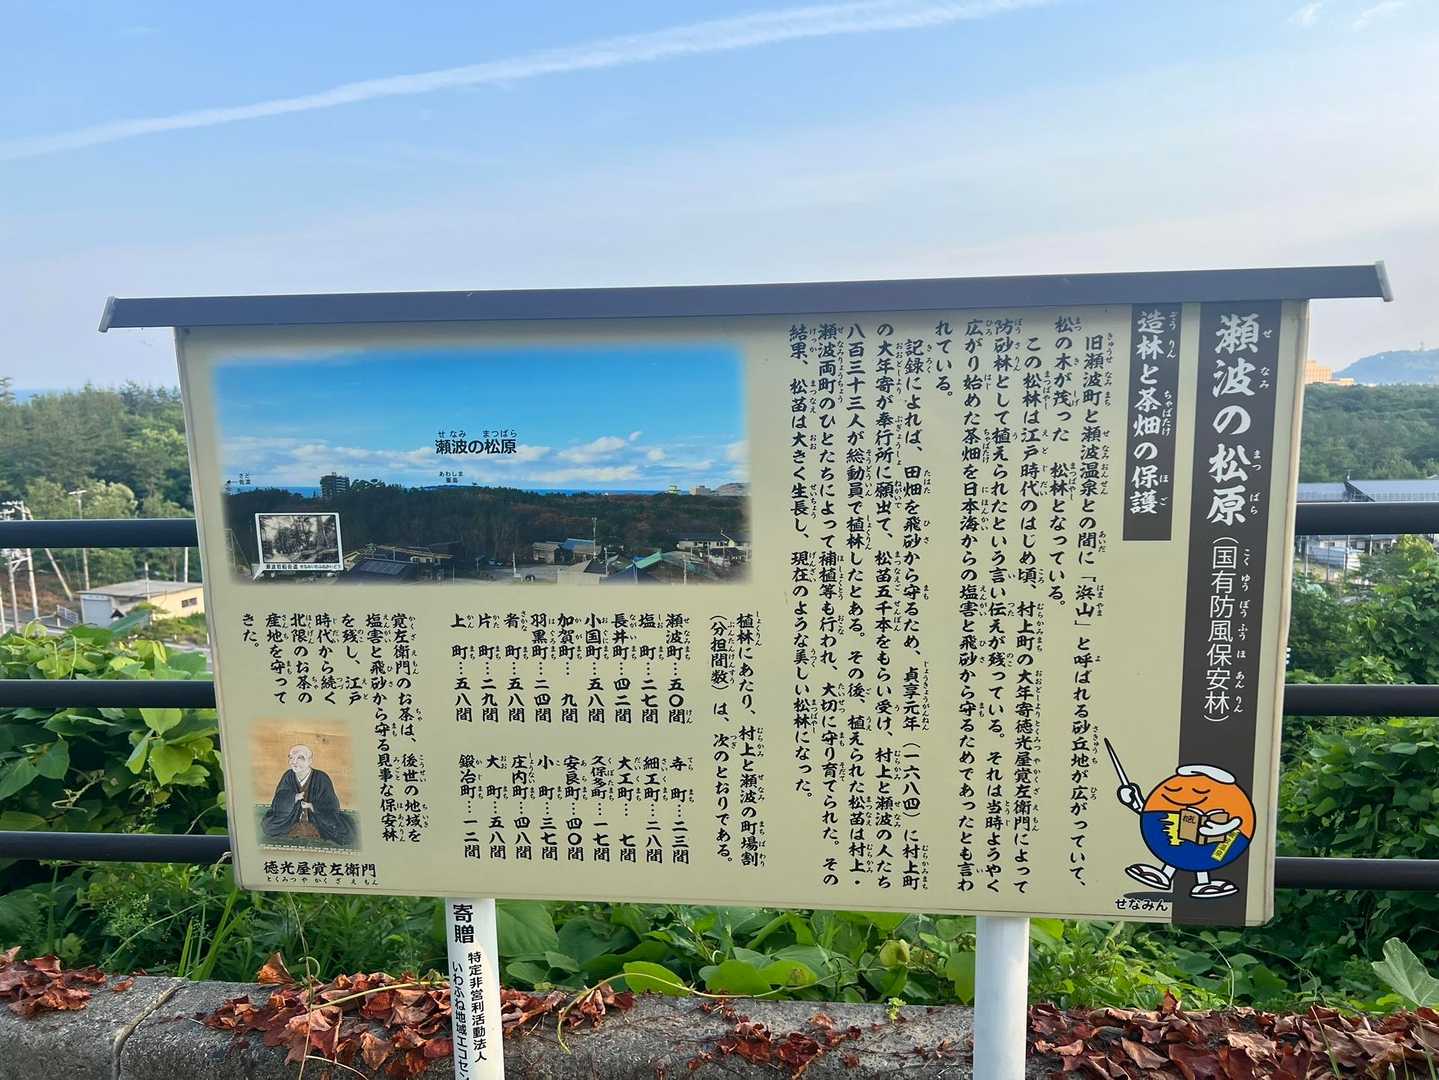 瀬波の松原（国有防風保安林）
造林と茶畑の保護
旧瀬波町と瀬波温泉との間に「浜山」と呼ばれる砂丘地が広がっていて、
松の木が茂った　松林となっている。
この松林は江戸時代のはじめ頃、村上町の大年寄徳光屋覚左衛門によって
防砂林として植えられたという言い伝えが残っている。それは当時ようやく
広がり始めた茶畑を日本海からの塩害と飛砂から守るためであったとも言わ
れている。
記録によれば、田畑を飛砂から守るため、貞享元年（一六八四）に村上町
の大年寄が奉行所に願出て、松苗五千本をもらい受け、村上と瀬波の人たち
八百三十三人が総動員で植林したとある。その後、植えられた松苗は村上・
瀬波両町のひとたちによって補植等も行われ、大切に守り育てられた。その
結果、松苗は大きく生長し、現在のような美しい松林になった。
瀬波の松原
佐渡
粟島
瀬波岩船街道
植林にあたり、村上と瀬波の町場割
（分担間数）は、次のとおりである。
瀬波町…五〇間
塩　町…二七間
長井町…四二間
小国町…五八間
加賀町…　九間
羽黒町…二四間
肴　町…五八間
片　町…二九間
上　町…五八間
寺　町…二三間
細工町…二八間
大工町…　七間
久保多町…一七間
安良町…四〇間
小　町…三七間
庄内町…四八間
大　町…五八間
鍛冶町…一二間
覚左衛門のお茶は、後世の地域を
塩害と飛砂から守る見事な保安林
を残し、江戸
時代から続く
北限のお茶の
産地を守って
きた。
徳光屋覚左衛門
とくみつやかくざえもん
せなみん
寄贈
特定非営利活動法人
いわふね地域エコセン